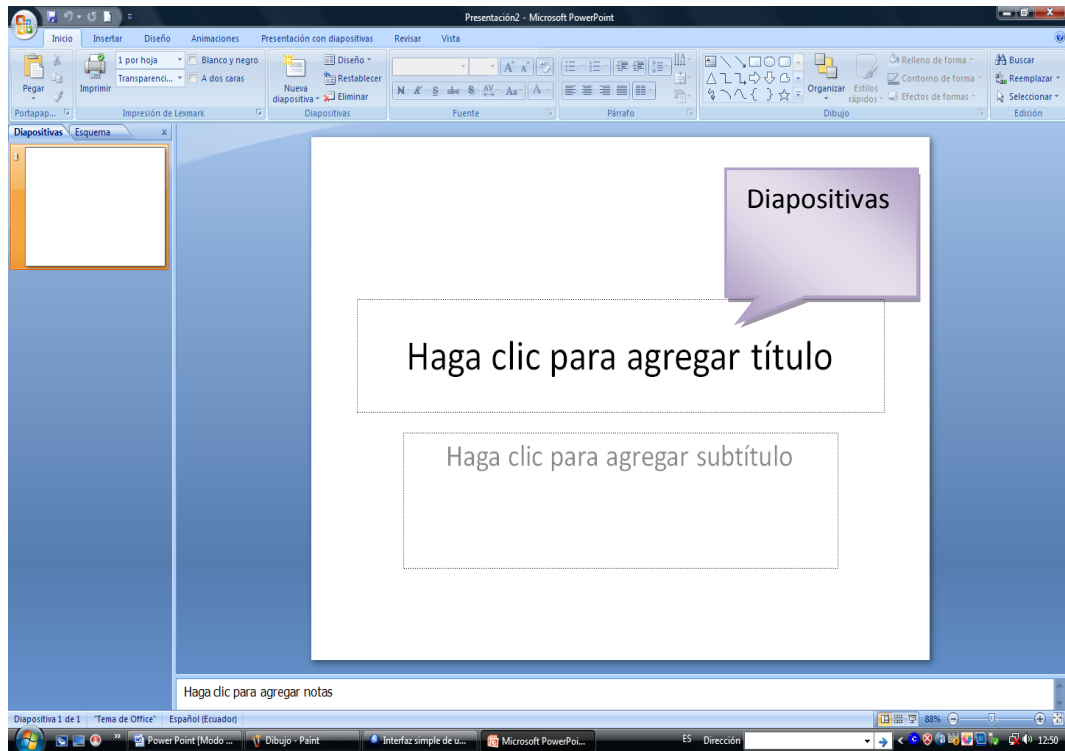 Presentación2 - Microsoft PowerPoint
Inicio Insertar Diseño Animaciones Presentación con diapositivas Revisar Vista
Pegar
Portapap...
Imprimir
1 por hoja
Transparenci...
Blanco y negro
A dos caras
Impresión de Lexmark
Nueva
diapositiva
Diseño
Restablecer
Eliminar
Diapositivas
N K S abc S AV Aa A
Fuente
Párrafo
Organizar
Estilos
rápidos
Relleno de forma
Contorno de forma
Efectos de formas
Dibujo
Buscar
Reemplazar
Seleccionar
Edición
Diapositivas Esquema x
1
Diapositivas
Haga clic para agregar título
Haga clic para agregar subtítulo
Haga clic para agregar notas
Diapositiva 1 de 1 "Tema de Office" Español (Ecuador) 88%
Power Point [Modo ... Dibujo - Paint Interfaz simple de u... Microsoft PowerPoi... ES Dirección 12:50